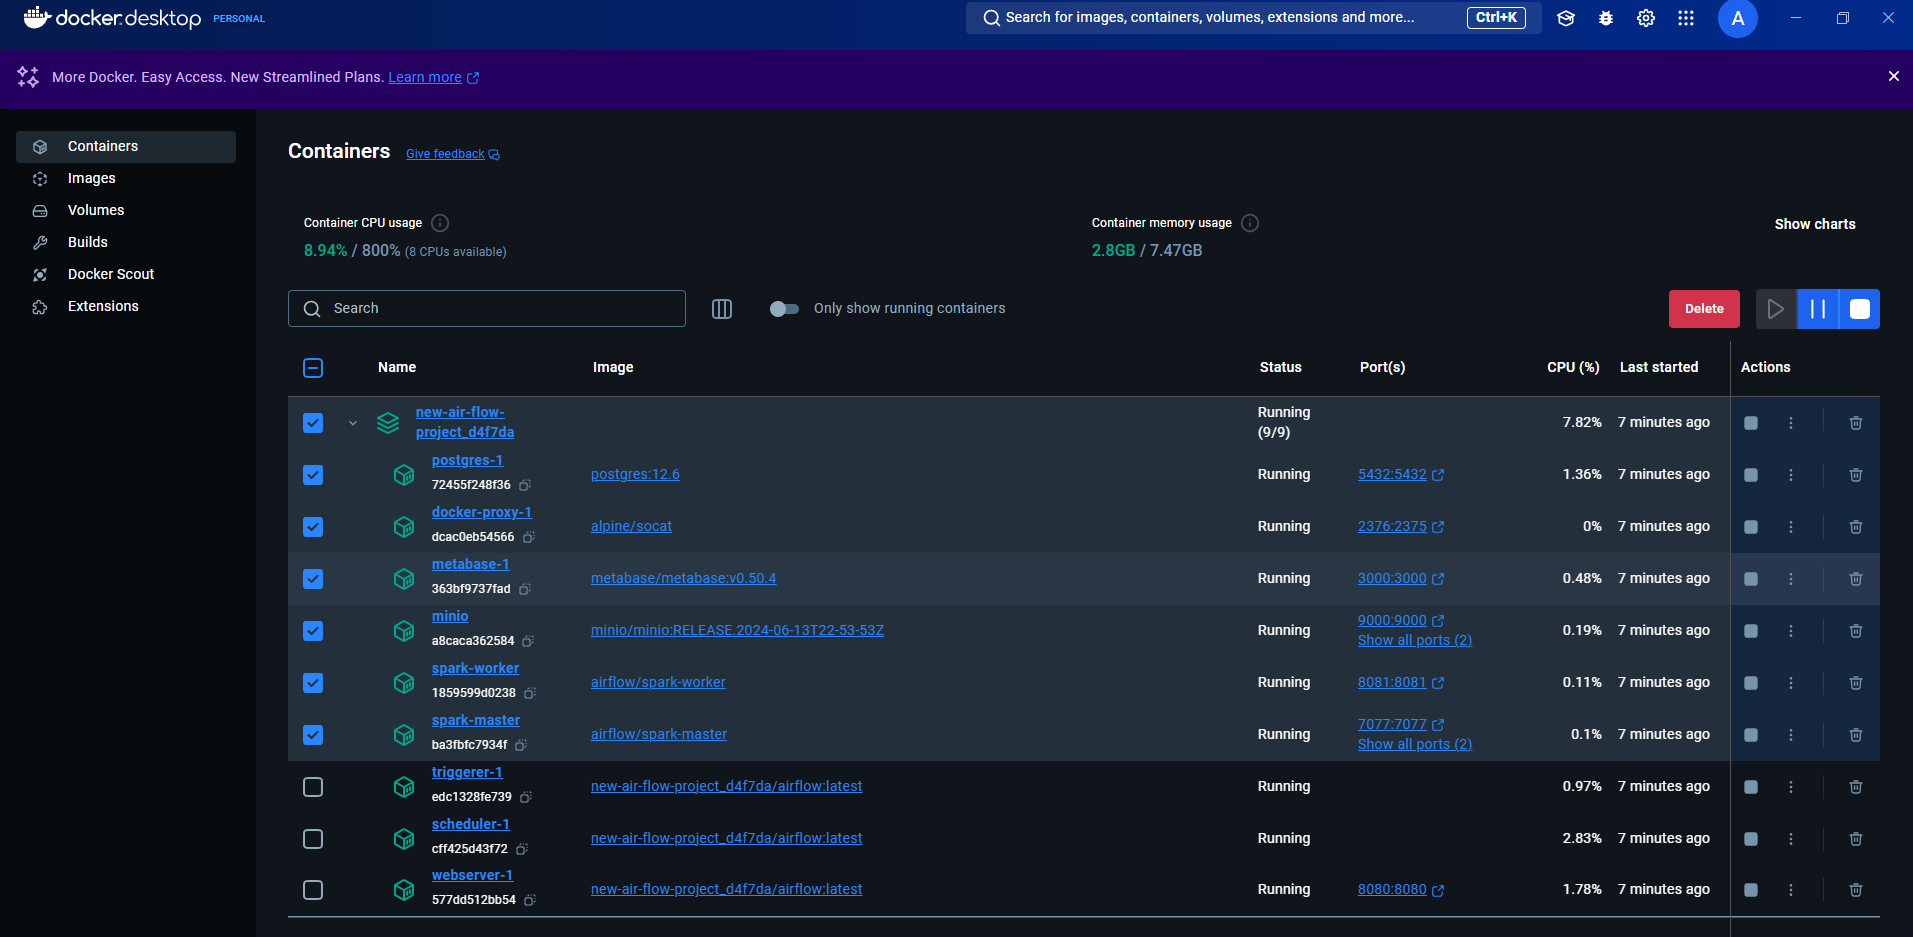 docker.desktop PERSONAL
Search for images, containers, volumes, extensions and more... Ctrl+K
A
More Docker. Easy Access. New Streamlined Plans. Learn more
Containers
Images
Volumes
Builds
Docker Scout
Extensions
Containers Give feedback
Container CPU usage
8.94% / 800% (8 CPUs available)
Container memory usage
2.8GB / 7.47GB
Show charts
Search
Only show running containers
Delete
Name Image Status Port(s) CPU (%) Last started Actions
new-air-flow-
project_d4f7da
Running
(9/9)
7.82% 7 minutes ago
postgres-1
72455f248f36
postgres:12.6 Running 5432:5432 1.36% 7 minutes ago
docker-proxy-1
dcac0eb54566
alpine/socat Running 2376:2375 0% 7 minutes ago
metabase-1
363bf9737fad
metabase/metabase:v0.50.4 Running 3000:3000 0.48% 7 minutes ago
minio
a8caca362584
minio/minio:RELEASE.2024-06-13T22-53-53Z Running
9000:9000
Show all ports (2)
0.19% 7 minutes ago
spark-worker
1859599d0238
airflow/spark-worker Running 8081:8081 0.11% 7 minutes ago
spark-master
ba3fbfc7934f
airflow/spark-master Running
7077:7077
Show all ports (2)
0.1% 7 minutes ago
triggerer-1
edc1328fe739
new-air-flow-project_d4f7da/airflow:latest Running 0.97% 7 minutes ago
scheduler-1
cff425d43f72
new-air-flow-project_d4f7da/airflow:latest Running 2.83% 7 minutes ago
webserver-1
577dd512bb54
new-air-flow-project_d4f7da/airflow:latest Running 8080:8080 1.78% 7 minutes ago